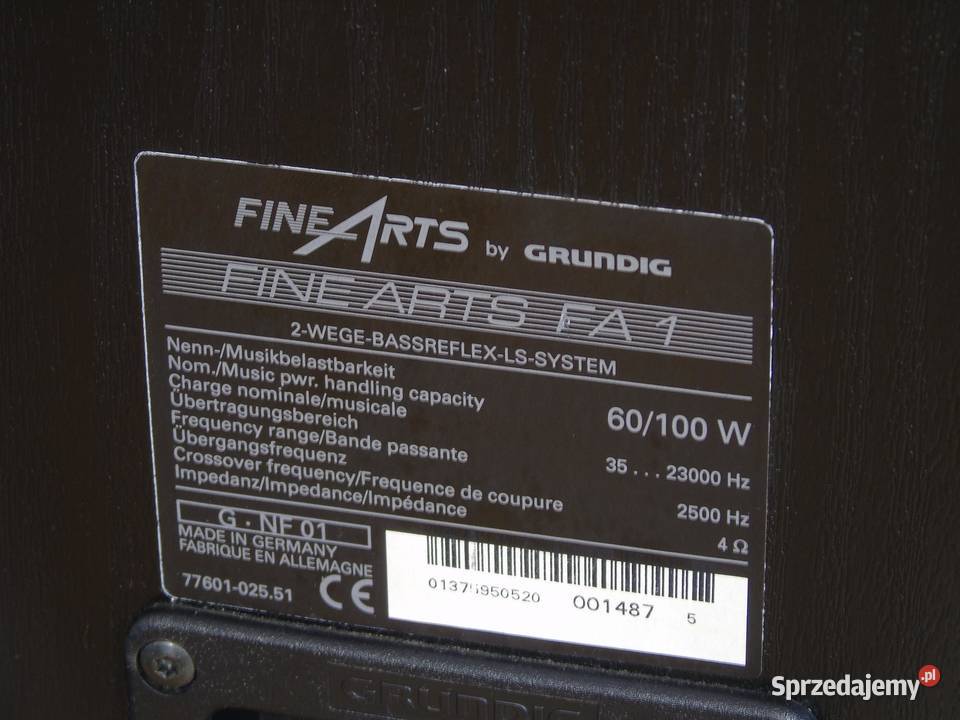 FINE ARTS by GRUNDIG
FINE ARTS FA 1
2-WEGE-BASSREFLEX-LS-SYSTEM
Nenn-/Musikbelastbarkeit
Nom./Music pwr. handling capacity
Charge nominale/musicale 60/100 W
Übertragungsbereich
Frequency range/Bande passante 35 ... 23000 Hz
Übergangsfrequenz
Crossover frequency/Frequence de coupure 2500 Hz
Impedanz/Impedance/Impédance 4 Ω
G · NF 01
MADE IN GERMANY
FABRIQUE EN ALLEMAGNE
77601-025.51 CE
01375950520 001487 5
GRUNDIG
Sprzedajemy.pl